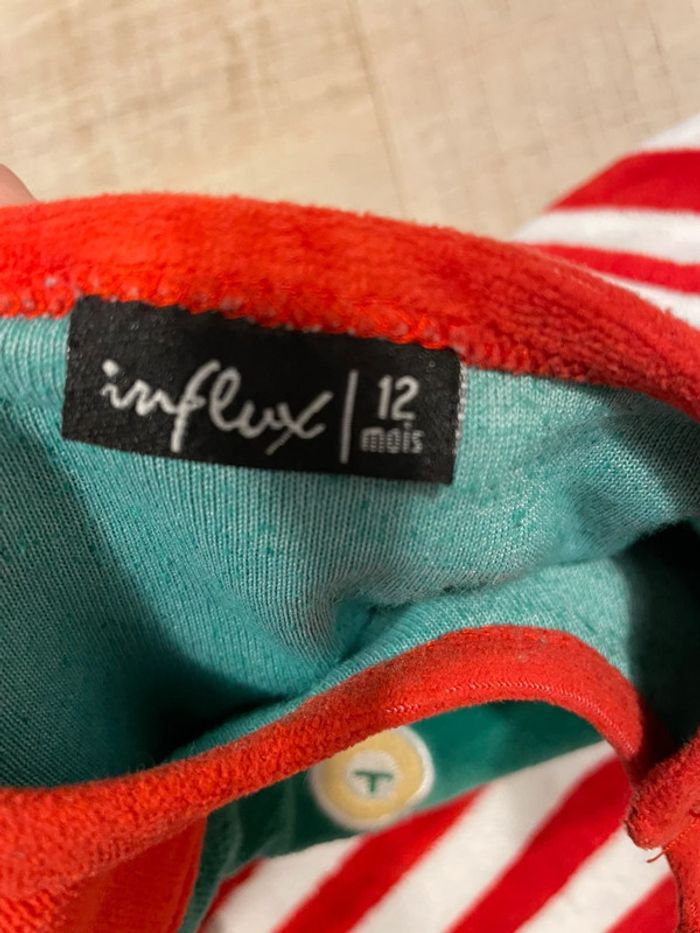 influx | 12
mois